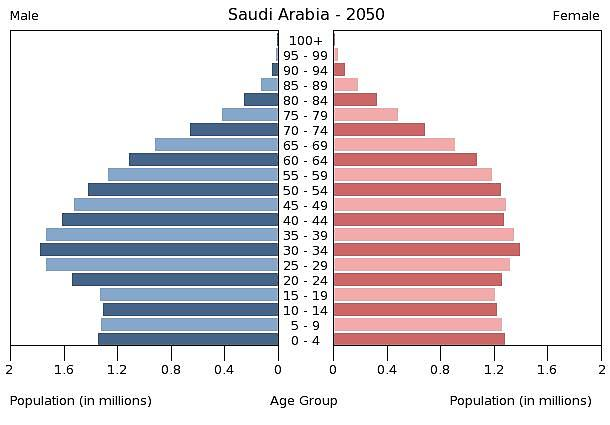 Male Saudi Arabia - 2050 Female
100+
95 - 99
90 - 94
85 - 89
80 - 84
75 - 79
70 - 74
65 - 69
60 - 64
55 - 59
50 - 54
45 - 49
40 - 44
35 - 39
30 - 34
25 - 29
20 - 24
15 - 19
10 - 14
5 - 9
0 - 4
2 1.6 1.2 0.8 0.4 0 0 0.4 0.8 1.2 1.6 2
Population (in millions) Age Group Population (in millions)